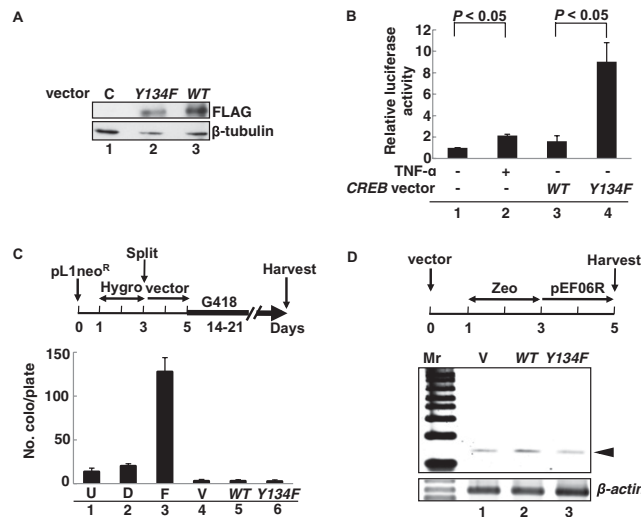 A
vector C Y134F WT
FLAG
β-tubulin
1 2 3
B
P < 0.05 P < 0.05
Relative luciferase activity
12
10
8
6
4
2
0
TNF-α - + - -
CREB vector - - WT Y134F
1 2 3 4
C
Split
pL1neoR
Hygro vector
Harvest
G418
0 1 3 5 14-21 Days
No. colo/plate
150
100
50
0
U D F V WT Y134F
1 2 3 4 5 6
D
vector
Harvest
Zeo pEF06R
0 1 3 5
Mr V WT Y134F
β-actin
1 2 3